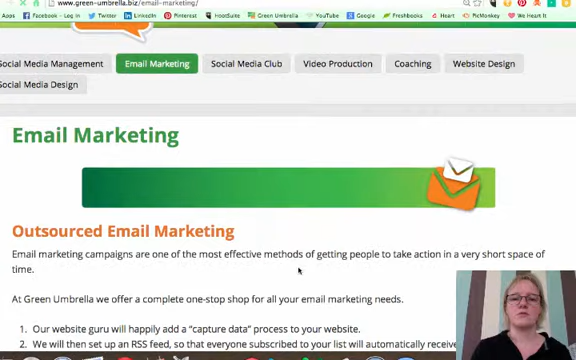 www.green-umbrella.biz/email-marketing/
Apps Facebook - Log In Twitter LinkedIn Pinterest HootSuite Green Umbrella YouTube Google Freshbooks Heart PicMonkey We Heart It
Social Media Management Email Marketing Social Media Club Video Production Coaching Website Design
Social Media Design
Email Marketing
Outsourced Email Marketing
Email marketing campaigns are one of the most effective methods of getting people to take action in a very short space of
time.
At Green Umbrella we offer a complete one-stop shop for all your email marketing needs.
1. Our website guru will happily add a “capture data” process to your website.
2. We will then set up an RSS feed, so that everyone subscribed to your list will automatically receive